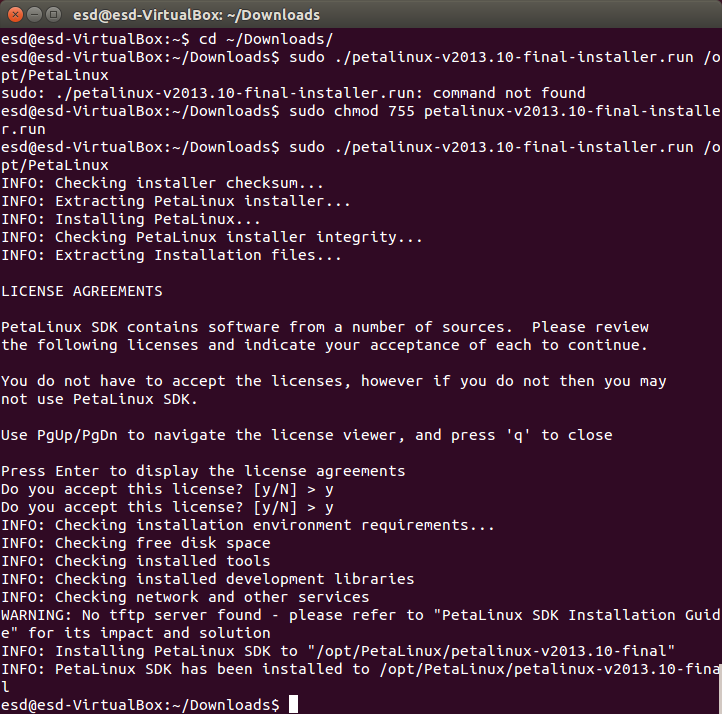 esd@esd-VirtualBox: ~/Downloads
esd@esd-VirtualBox:~$ cd ~/Downloads/
esd@esd-VirtualBox:~/Downloads$ sudo ./petalinux-v2013.10-final-installer.run /o
pt/PetaLinux
sudo: ./petalinux-v2013.10-final-installer.run: command not found
esd@esd-VirtualBox:~/Downloads$ sudo chmod 755 petalinux-v2013.10-final-installe
r.run
esd@esd-VirtualBox:~/Downloads$ sudo ./petalinux-v2013.10-final-installer.run /o
pt/PetaLinux
INFO: Checking installer checksum...
INFO: Extracting PetaLinux installer...
INFO: Installing PetaLinux...
INFO: Checking PetaLinux installer integrity...
INFO: Extracting Installation files...

LICENSE AGREEMENTS

PetaLinux SDK contains software from a number of sources.  Please review
the following licenses and indicate your acceptance of each to continue.

You do not have to accept the licenses, however if you do not then you may
not use PetaLinux SDK.

Use PgUp/PgDn to navigate the license viewer, and press 'q' to close

Press Enter to display the license agreements
Do you accept this license? [y/N] > y
Do you accept this license? [y/N] > y
INFO: Checking installation environment requirements...
INFO: Checking free disk space
INFO: Checking installed tools
INFO: Checking installed development libraries
INFO: Checking network and other services
WARNING: No tftp server found - please refer to "PetaLinux SDK Installation Guid
e" for its impact and solution
INFO: Installing PetaLinux SDK to "/opt/PetaLinux/petalinux-v2013.10-final"
INFO: PetaLinux SDK has been installed to /opt/PetaLinux/petalinux-v2013.10-fina
l
esd@esd-VirtualBox:~/Downloads$